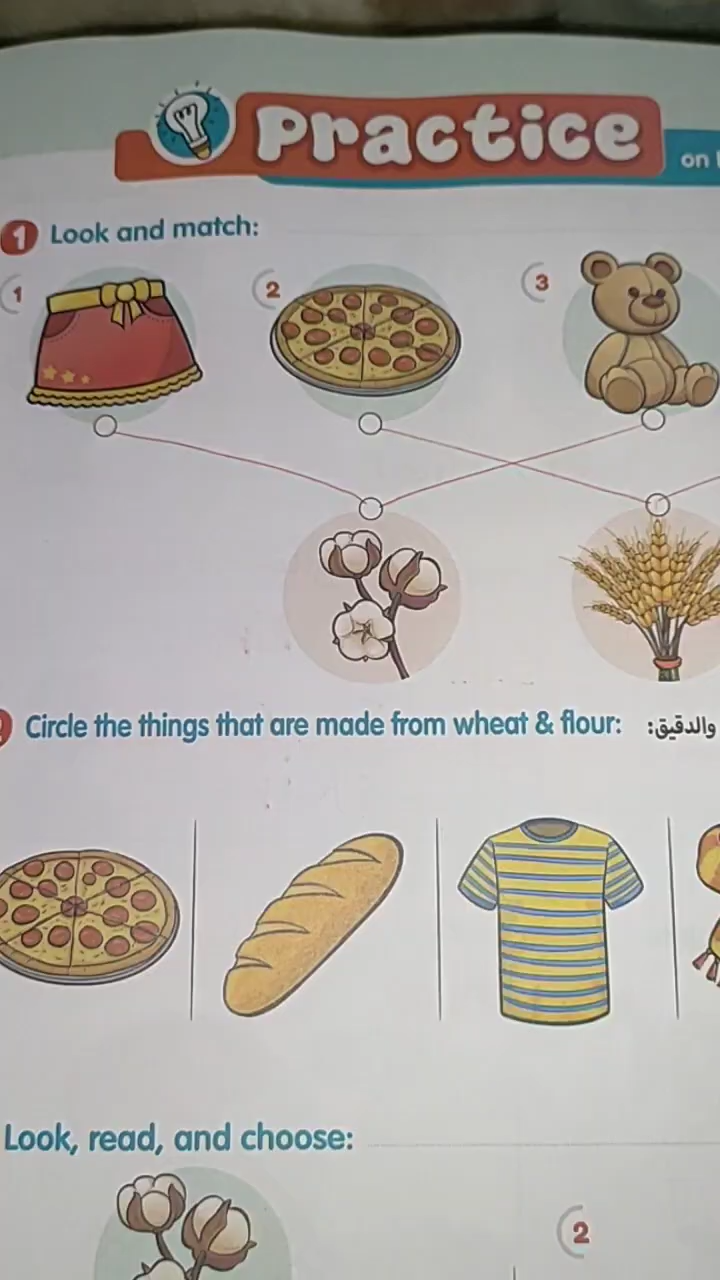 Practice
on
1 Look and match:
1
2
3
Circle the things that are made from wheat & flour: والدقيق:
Look, read, and choose:
2